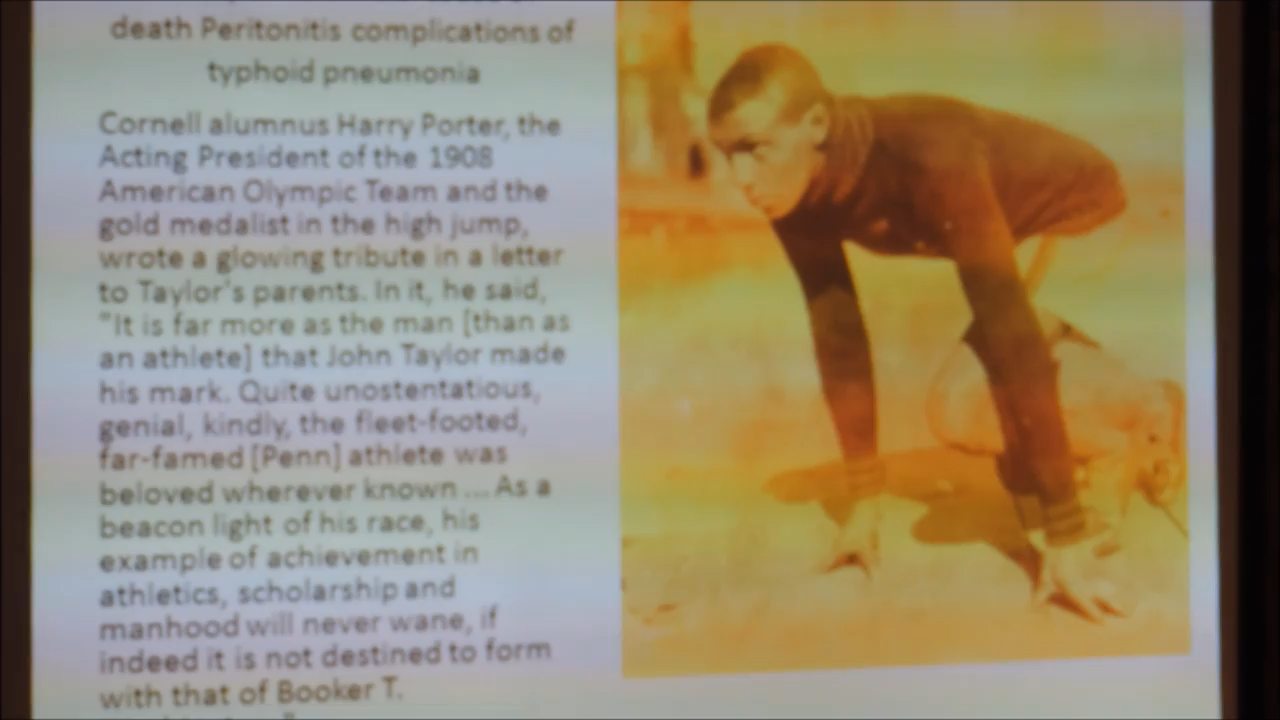 death Peritonitis complications of
typhoid pneumonia
Cornell alumnus Harry Porter, the
Acting President of the 1908
American Olympic Team and the
gold medalist in the high jump,
wrote a glowing tribute in a letter
to Taylor's parents. In it, he said,
"It is far more as the man [than as
an athlete] that John Taylor made
his mark. Quite unostentatious,
genial, kindly, the fleet-footed,
far-famed [Penn] athlete was
beloved wherever known ... As a
beacon light of his race, his
example of achievement in
athletics, scholarship and
manhood will never wane, if
indeed it is not destined to form
with that of Booker T.